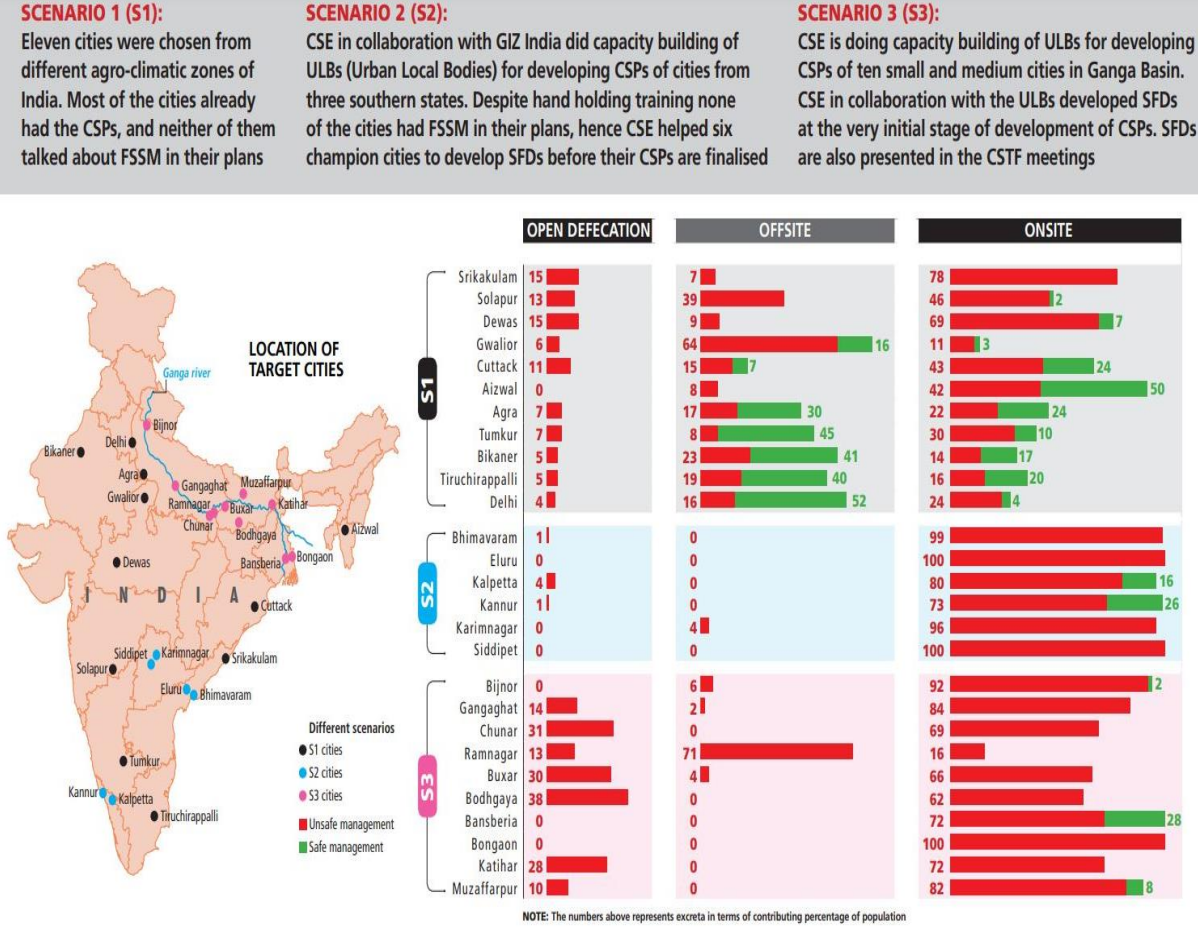 SCENARIO 1 (S1):
Eleven cities were chosen from
different agro-climatic zones of
India. Most of the cities already
had the CSPs, and neither of them
talked about FSSM in their plans
SCENARIO 2 (S2):
CSE in collaboration with GIZ India did capacity building of
ULBs (Urban Local Bodies) for developing CSPs of cities from
three southern states. Despite hand holding training none
of the cities had FSSM in their plans, hence CSE helped six
champion cities to develop SFDs before their CSPs are finalised
SCENARIO 3 (S3):
CSE is doing capacity building of ULBs for developing
CSPs of ten small and medium cities in Ganga Basin.
CSE in collaboration with the ULBs developed SFDs
at the very initial stage of development of CSPs. SFDs
are also presented in the CSTF meetings
LOCATION OF
TARGET CITIES
Ganga river
Bijnor
Delhi
Bikaner
Agra
Gwalior
Gangaghat
Muzaffarpur
Ramnagar
Buxar
Katihar
Chunar
Bodhgaya
Aizwal
Dewas
Bansberia
Bongaon
INDIA
Cuttack
Siddipet
Karimnagar
Srikakulam
Solapur
Eluru
Bhimavaram
Tumkur
Kannur
Kalpetta
Tiruchirappalli
Different scenarios
S1 cities
S2 cities
S3 cities
Unsafe management
Safe management
OPEN DEFECATION OFFSITE ONSITE
S1
Srikakulam 15 7 78
Solapur 13 39 46 2
Dewas 15 9 69 7
Gwalior 6 64 16 11 3
Cuttack 11 15 7 43 24
Aizwal 0 8 42 50
Agra 7 17 30 22 24
Tumkur 7 8 45 30 10
Bikaner 5 23 41 14 17
Tiruchirappalli 5 19 40 16 20
Delhi 4 16 52 24 4
S2
Bhimavaram 1 0 99
Eluru 0 0 100
Kalpetta 4 0 80 16
Kannur 1 0 73 26
Karimnagar 0 4 96
Siddipet 0 0 100
S3
Bijnor 0 6 92 2
Gangaghat 14 2 84
Chunar 31 0 69
Ramnagar 13 71 16
Buxar 30 4 66
Bodhgaya 38 0 62
Bansberia 0 0 72 28
Bongaon 0 0 100
Katihar 28 0 72
Muzaffarpur 10 0 82 8
NOTE: The numbers above represents excreta in terms of contributing percentage of population